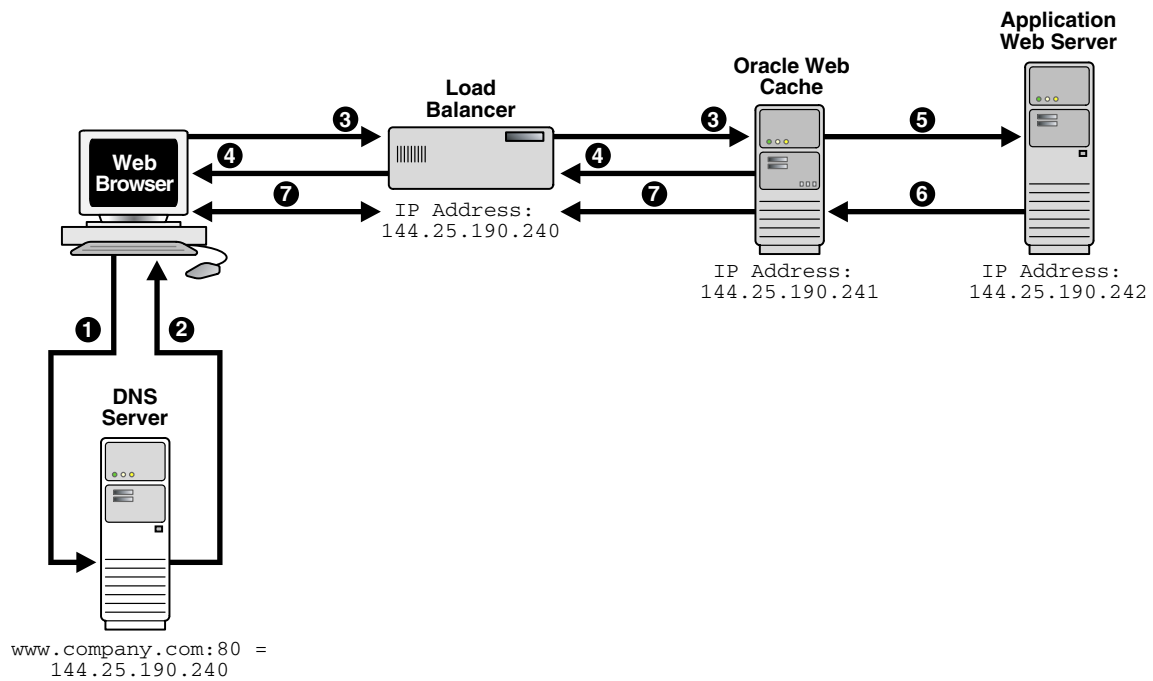 Application
Web Server
Oracle Web
Cache
Load
Balancer
3
3
5
Web
Browser
4
4
7
7
6
IP Address:
144.25.190.240
IP Address:
144.25.190.241
IP Address:
144.25.190.242
1
2
DNS
Server
www.company.com:80 =
144.25.190.240